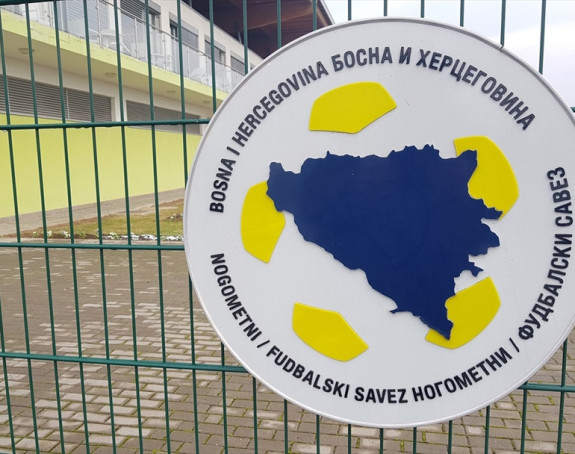 BOSNA I HERCEGOVINA БОСНА И ХЕРЦЕГОВИНА
NOGOMETNI / FUDBALSKI SAVEZ НОГОМЕТНИ / ФУДБАЛСКИ САВЕЗ